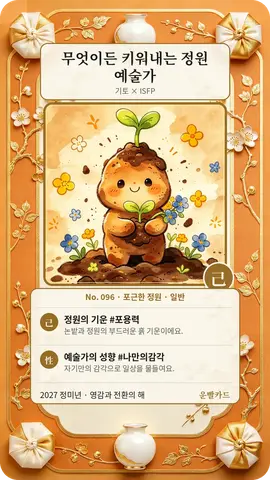 무엇이든 키워내는 정원
예술가
기토 × ISFP
己
No. 096 · 포근한 정원 · 일반
己
정원의 기운 #포용력
논밭과 정원의 부드러운 흙 기운이에요.
性
예술가의 성향 #나만의감각
자기만의 감각으로 일상을 물들여요.
2027 정미년 · 영감과 전환의 해
운빨카드